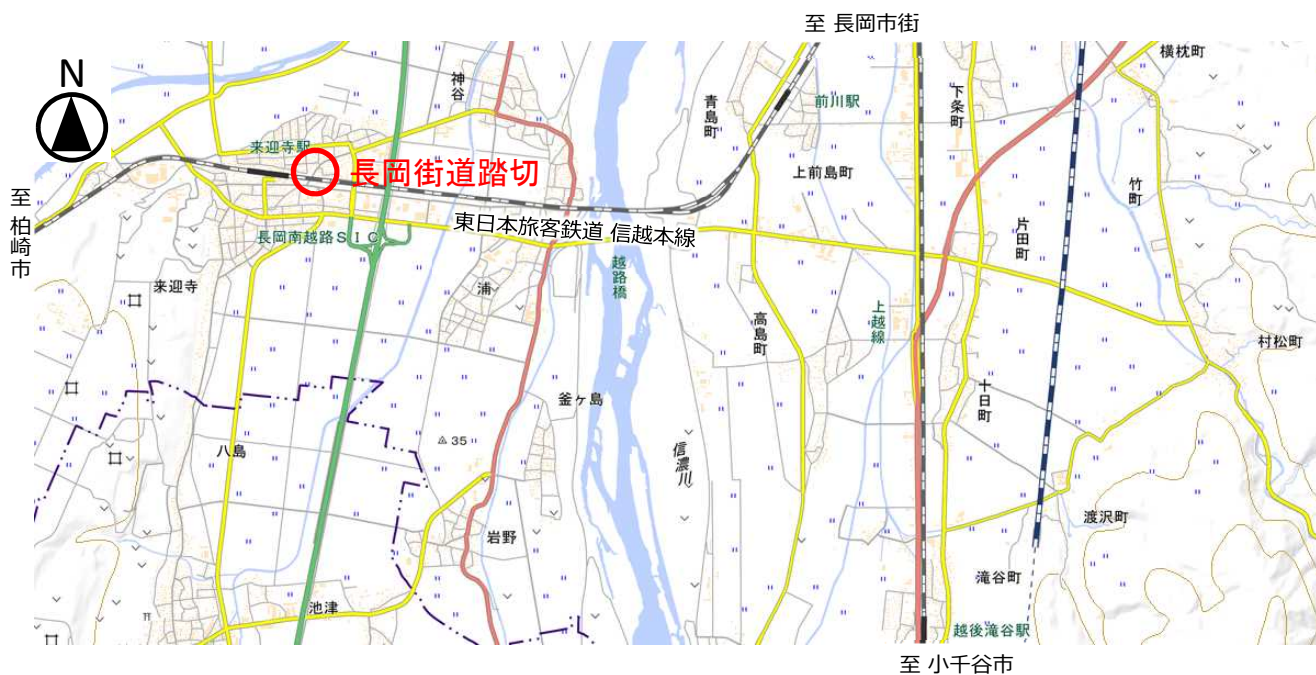 至 長岡市街
N
神谷
青島町
前川駅
下条町
横枕町
来迎寺駅
長岡街道踏切
上前島町
竹町
至 柏崎市
東日本旅客鉄道 信越本線
片田町
長岡南越路ＳＩＣ
越路橋
来迎寺
浦
高島町
上越線
村松町
釜ヶ島
十日町
35
八島
信濃川
渡沢町
岩野
滝谷町
池津
越後滝谷駅
至 小千谷市